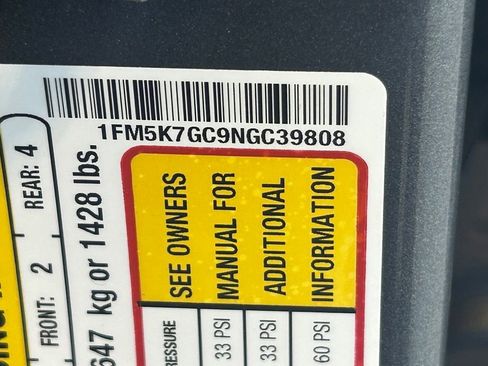 1FM5K7GC9NGC39808
REAR: 4
FRONT: 2
647 kg or 1428 lbs.
SEE OWNERS
MANUAL FOR
ADDITIONAL
INFORMATION
33 PSI
33 PSI
60 PSI